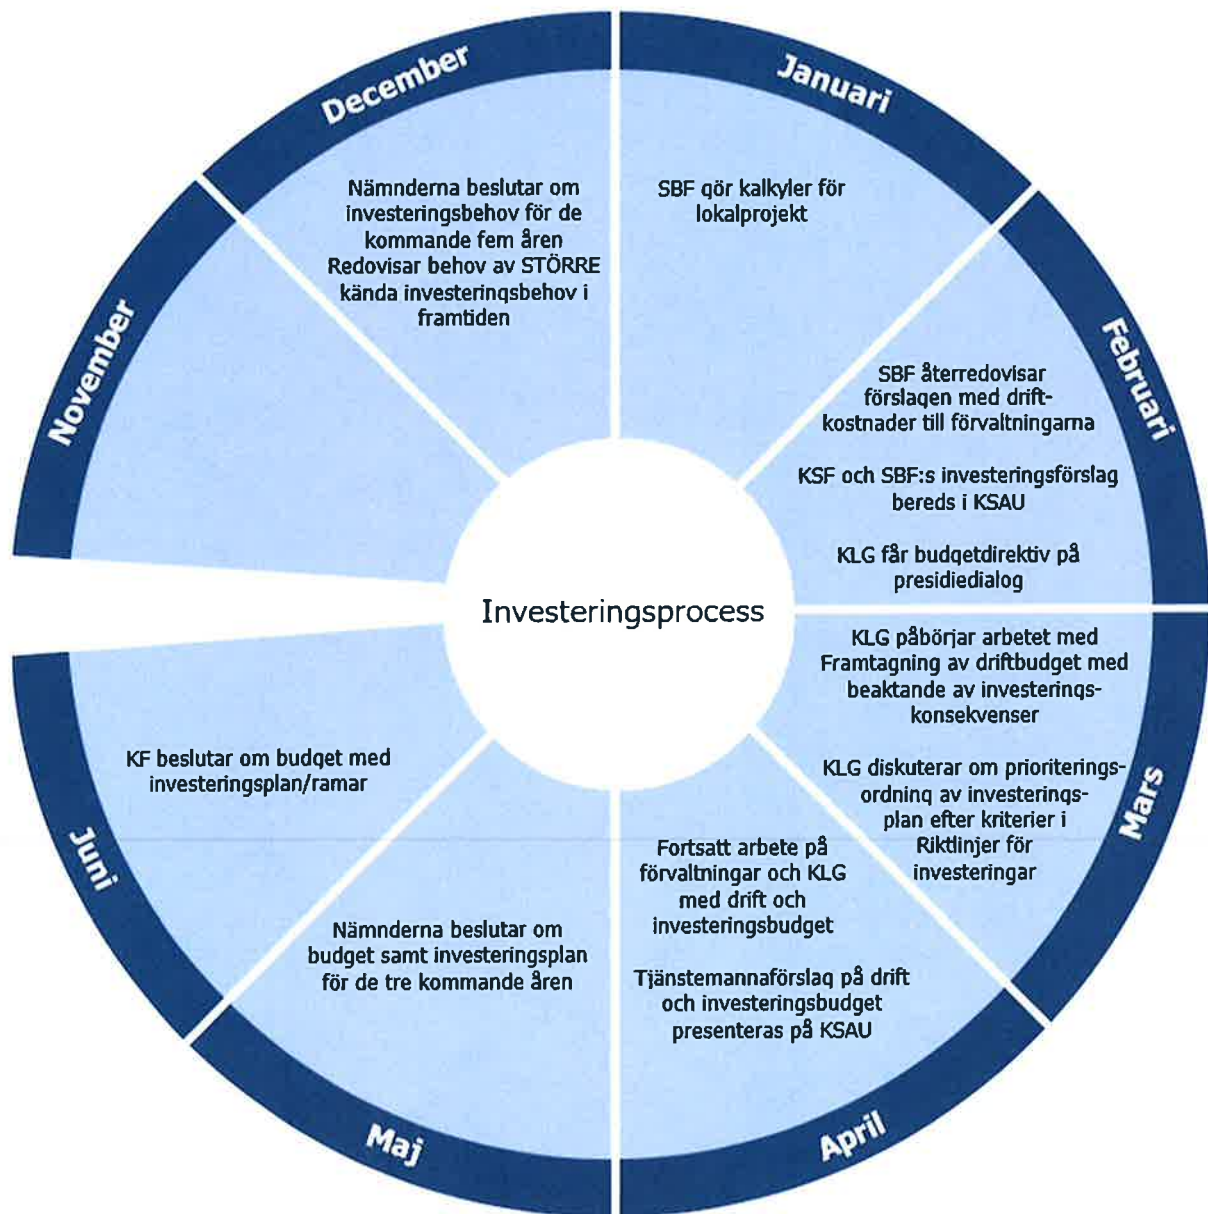 December
Nämnderna beslutar om
investeringsbehov för de
kommande fem åren
Redovisar behov av STÖRRE
kända investeringsbehov i
framtiden
Januari
SBF gör kalkyler för
lokalprojekt
Februari
SBF återredovisar
förslagen med drift-
kostnader till förvaltningarna
KSF och SBF:s investeringsförslag
bereds i KSAU
KLG får budgetdirektiv på
presidiedialog
Mars
KLG påbörjar arbetet med
Framtagning av driftbudget med
beaktande av investerings-
konsekvenser
KLG diskuterar om prioriterings-
ordning av investerings-
plan efter kriterier i
Riktlinjer för
investeringar
April
Fortsatt arbete på
förvaltningar och KLG
med drift och
investeringsbudget
Tjänstemannaförslag på drift
och investeringsbudget
presenteras på KSAU
Maj
Nämnderna beslutar om
budget samt investeringsplan
för de tre kommande åren
Juni
KF beslutar om budget med
investeringsplan/ramar
November
Investeringsprocess